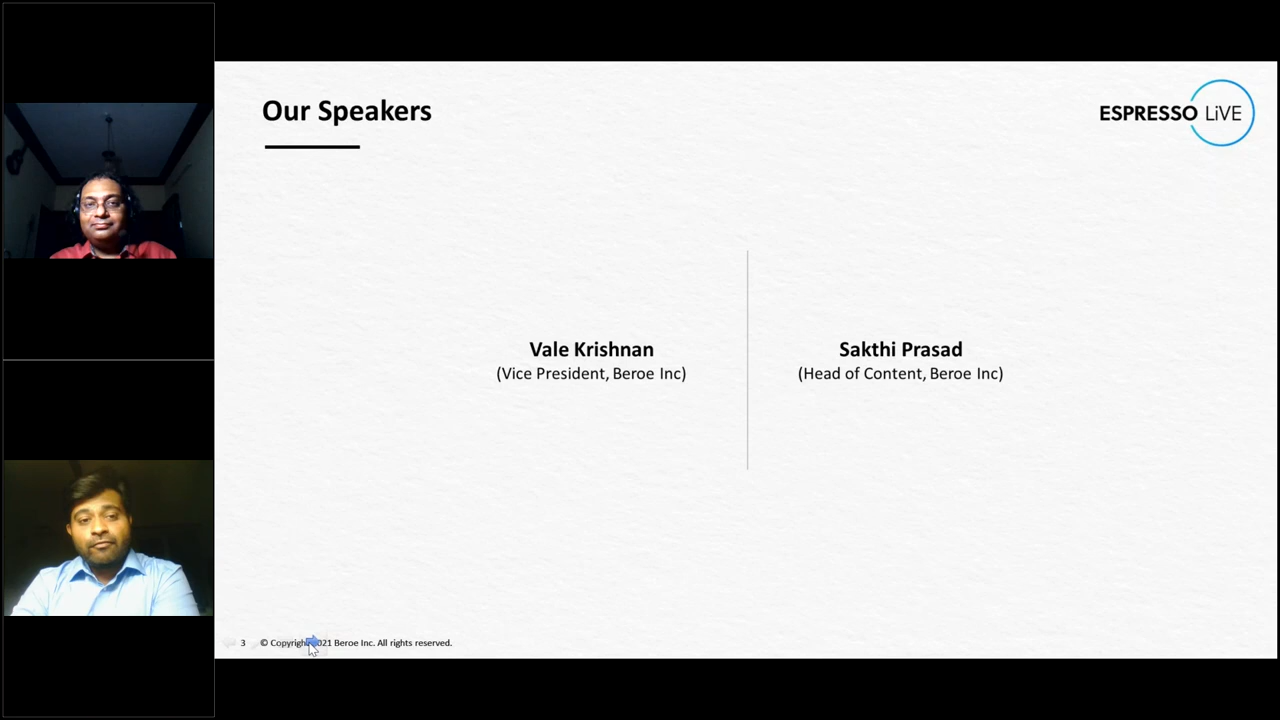 Our Speakers
ESPRESSO LiVE
Vale Krishnan
(Vice President, Beroe Inc)
Sakthi Prasad
(Head of Content, Beroe Inc)
3 © Beroe Inc. All rights reserved.